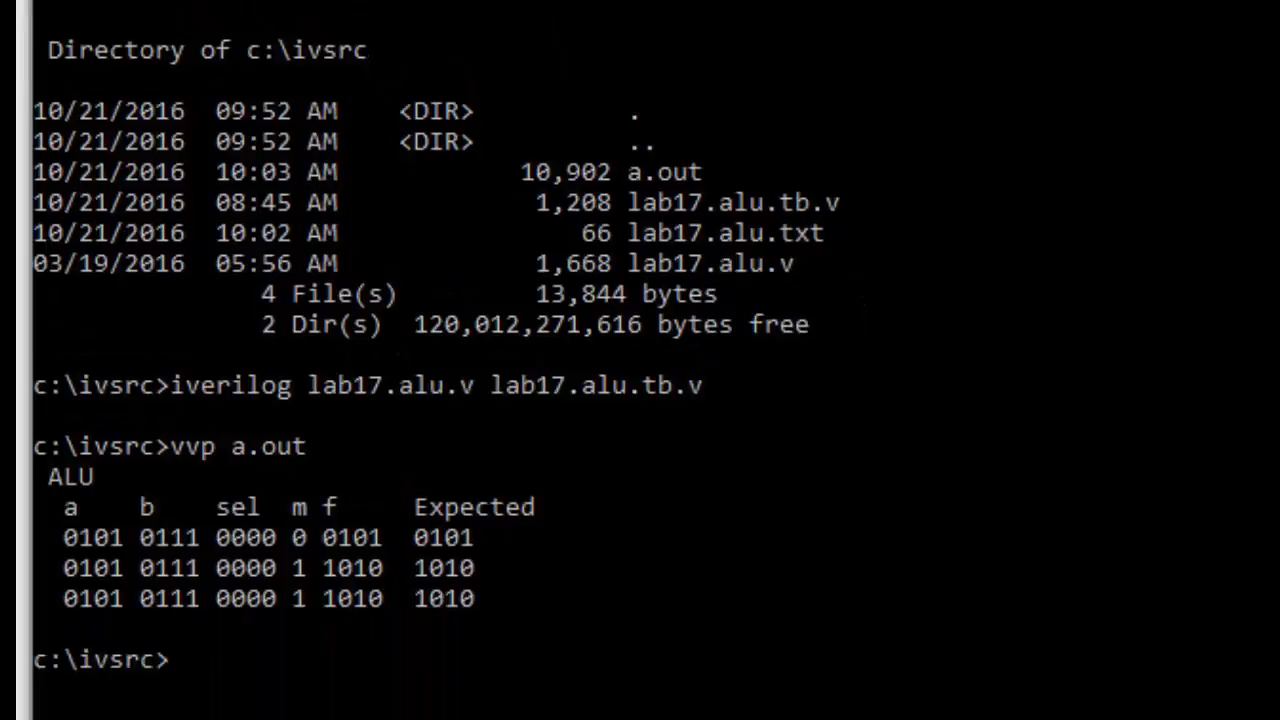 Directory of c:\ivsrc
10/21/2016  09:52 AM    <DIR>          .
10/21/2016  09:52 AM    <DIR>          ..
10/21/2016  10:03 AM            10,902 a.out
10/21/2016  08:45 AM             1,208 lab17.alu.tb.v
10/21/2016  10:02 AM                66 lab17.alu.txt
03/19/2016  05:56 AM             1,668 lab17.alu.v
4 File(s)         13,844 bytes
2 Dir(s)  120,012,271,616 bytes free
c:\ivsrc>iverilog lab17.alu.v lab17.alu.tb.v
c:\ivsrc>vvp a.out
ALU
a    b    sel  m f     Expected
0101 0111 0000 0 0101  0101
0101 0111 0000 1 1010  1010
0101 0111 0000 1 1010  1010
c:\ivsrc>